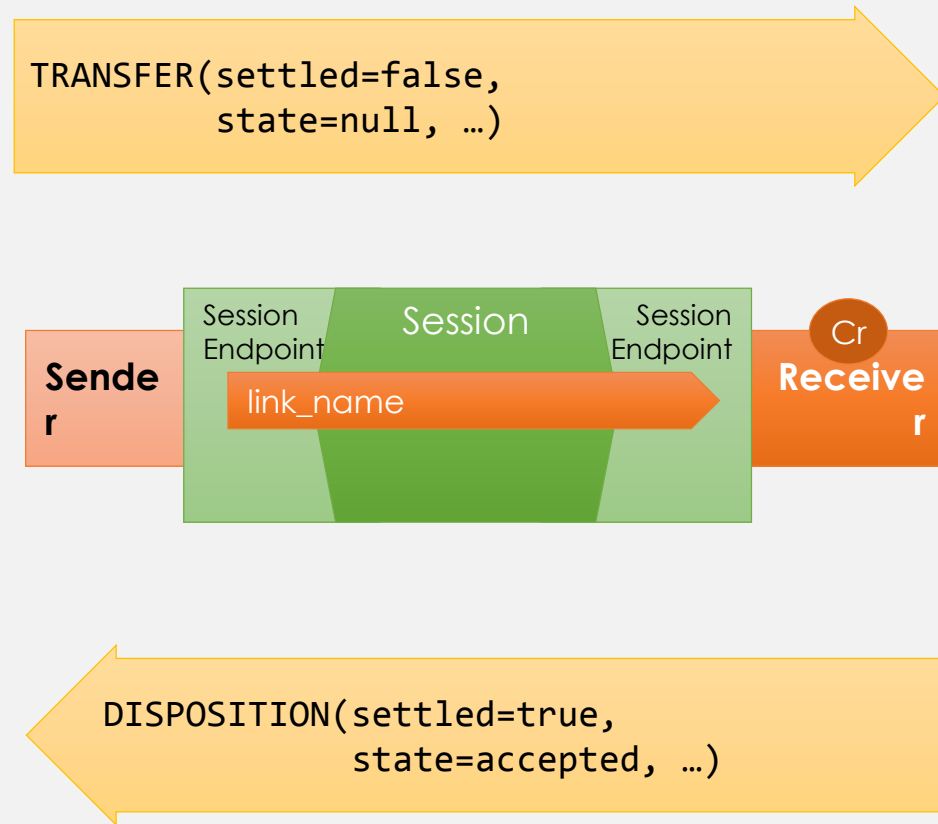 TRANSFER(settled=false,
state=null, …)
Session
Endpoint
Session
Session
Endpoint
Cr
Sende
r
link_name
Receive
r
DISPOSITION(settled=true,
state=accepted, …)